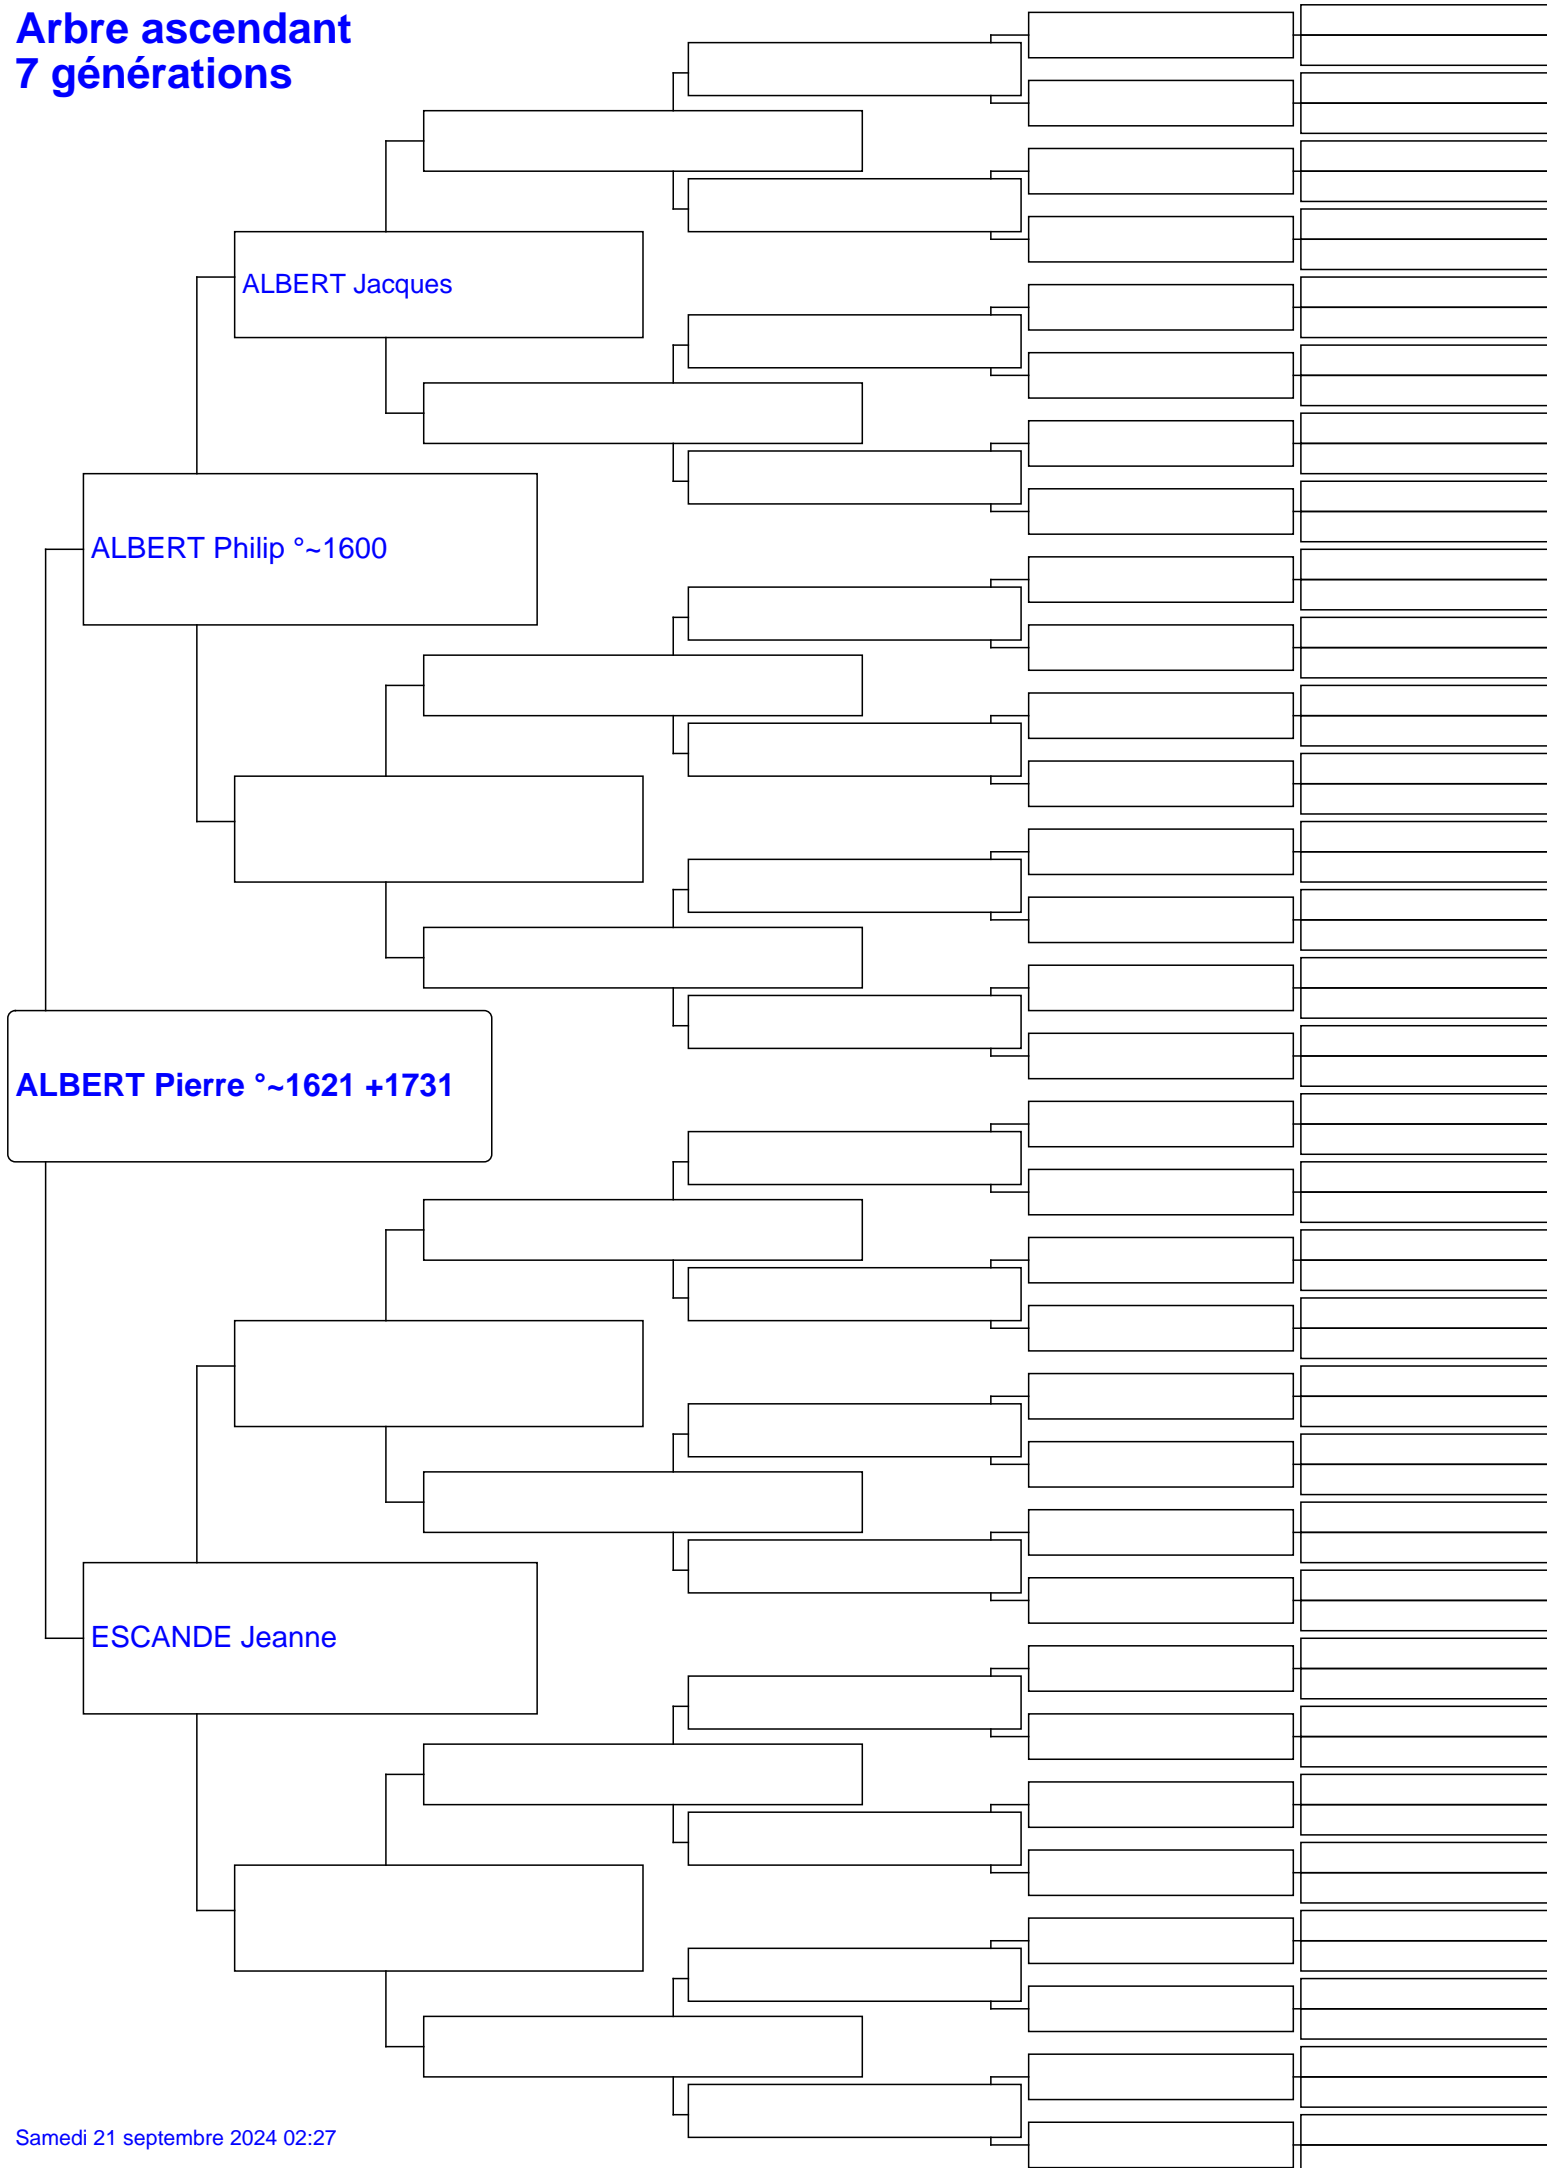 Arbre ascendant
7 générations
ALBERT Jacques
ALBERT Philip °~1600
ALBERT Pierre °~1621 +1731
ESCANDE Jeanne
Samedi 21 septembre 2024 02:27